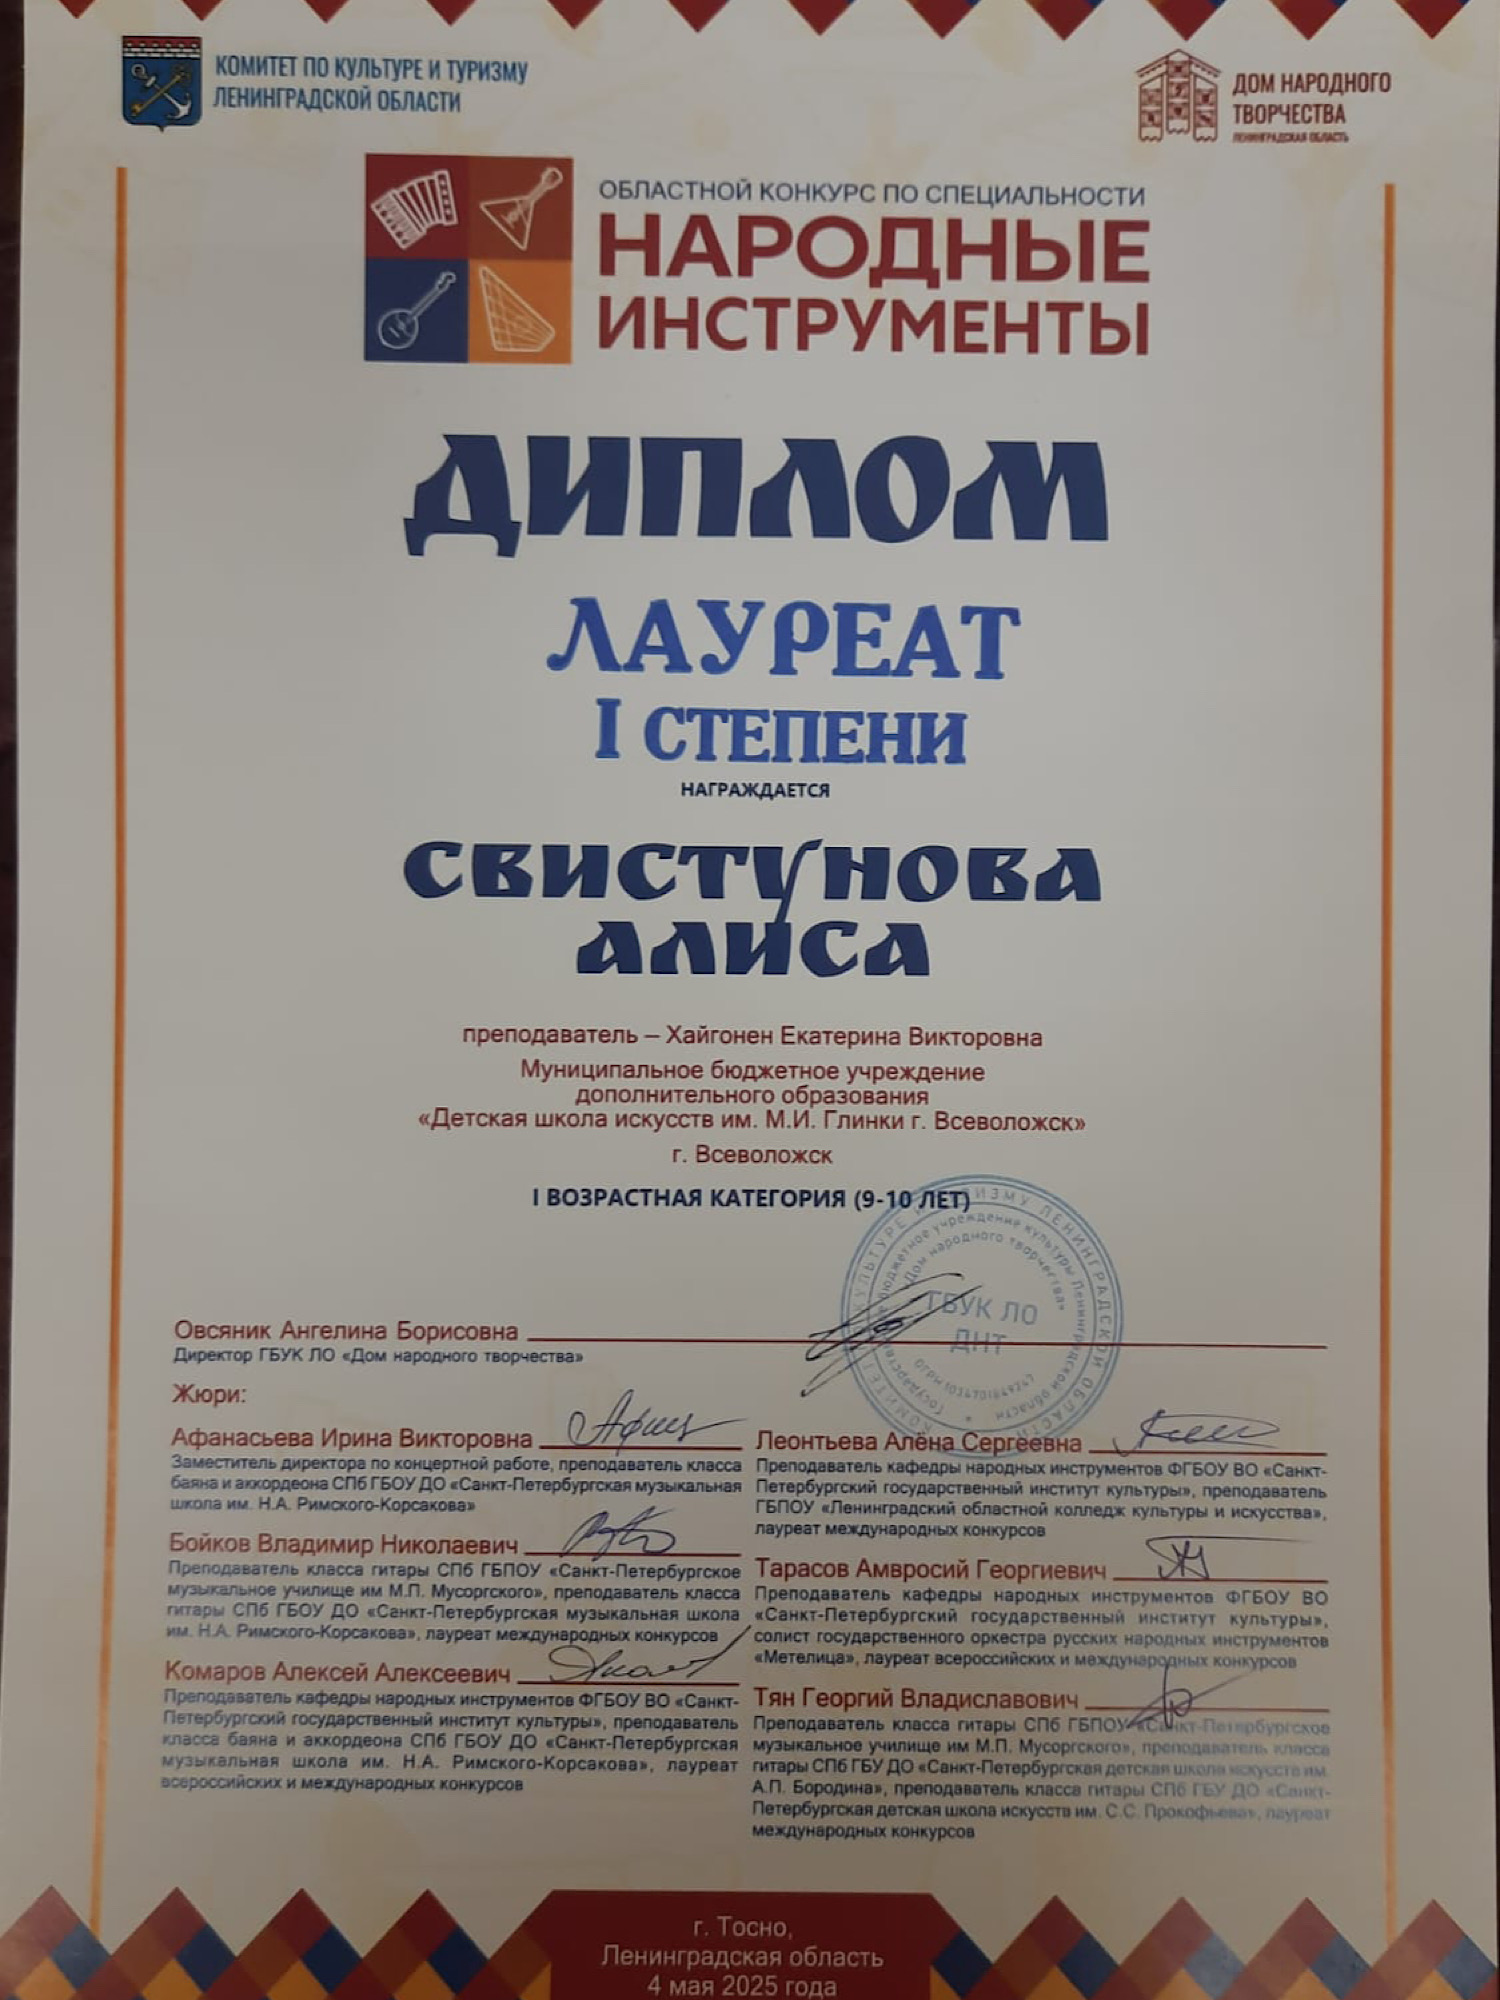 КОМИТЕТ ПО КУЛЬТУРЕ И ТУРИЗМУ
ЛЕНИНГРАДСКОЙ ОБЛАСТИ
ДОМ НАРОДНОГО
ТВОРЧЕСТВА
ЛЕНИНГРАДСКАЯ ОБЛАСТЬ
ОБЛАСТНОЙ КОНКУРС ПО СПЕЦИАЛЬНОСТИ
НАРОДНЫЕ
ИНСТРУМЕНТЫ
ДИПЛОМ
ЛАУРЕАТ
I СТЕПЕНИ
НАГРАЖДАЕТСЯ
СВИСТУНОВА
АЛИСА
преподаватель – Хайгонен Екатерина Викторовна
Муниципальное бюджетное учреждение
дополнительного образования
«Детская школа искусств им. М.И. Глинки г. Всеволожск»
г. Всеволожск
I ВОЗРАСТНАЯ КАТЕГОРИЯ (9-10 ЛЕТ)
ГБУК ЛО
ДНТ
Овсяник Ангелина Борисовна
Директор ГБУК ЛО «Дом народного творчества»
Жюри:
Афанасьева Ирина Викторовна
Заместитель директора по концертной работе, преподаватель класса
баяна и аккордеона СПб ГБОУ ДО «Санкт-Петербургская музыкальная
школа им. Н.А. Римского-Корсакова»
Бойков Владимир Николаевич
Преподаватель класса гитары СПб ГБПОУ «Санкт-Петербургское
музыкальное училище им М.П. Мусоргского», преподаватель класса
гитары СПб ГБОУ ДО «Санкт-Петербургская музыкальная школа
им. Н.А. Римского-Корсакова», лауреат международных конкурсов
Комаров Алексей Алексеевич
Преподаватель кафедры народных инструментов ФГБОУ ВО «Санкт-
Петербургский государственный институт культуры», преподаватель
класса баяна и аккордеона СПб ГБОУ ДО «Санкт-Петербургская
музыкальная школа им. Н.А. Римского-Корсакова», лауреат
всероссийских и международных конкурсов
Леонтьева Алёна Сергеевна
Преподаватель кафедры народных инструментов ФГБОУ ВО «Санкт-
Петербургский государственный институт культуры», преподаватель
ГБПОУ «Ленинградский областной колледж культуры и искусства»,
лауреат международных конкурсов
Тарасов Амвросий Георгиевич
Преподаватель кафедры народных инструментов ФГБОУ ВО
«Санкт-Петербургский государственный институт культуры»,
солист государственного оркестра русских народных инструментов
«Метелица», лауреат всероссийских и международных конкурсов
Тян Георгий Владиславович
Преподаватель класса гитары СПб ГБПОУ «Санкт-Петербургское
музыкальное училище им М.П. Мусоргского», преподаватель класса
гитары СПб ГБУ ДО «Санкт-Петербургская детская школа искусств им.
А.П. Бородина», преподаватель класса гитары СПб ГБУ ДО «Санкт-
Петербургская детская школа искусств им. С.С. Прокофьева», лауреат
международных конкурсов
г. Тосно,
Ленинградская область
4 мая 2025 года